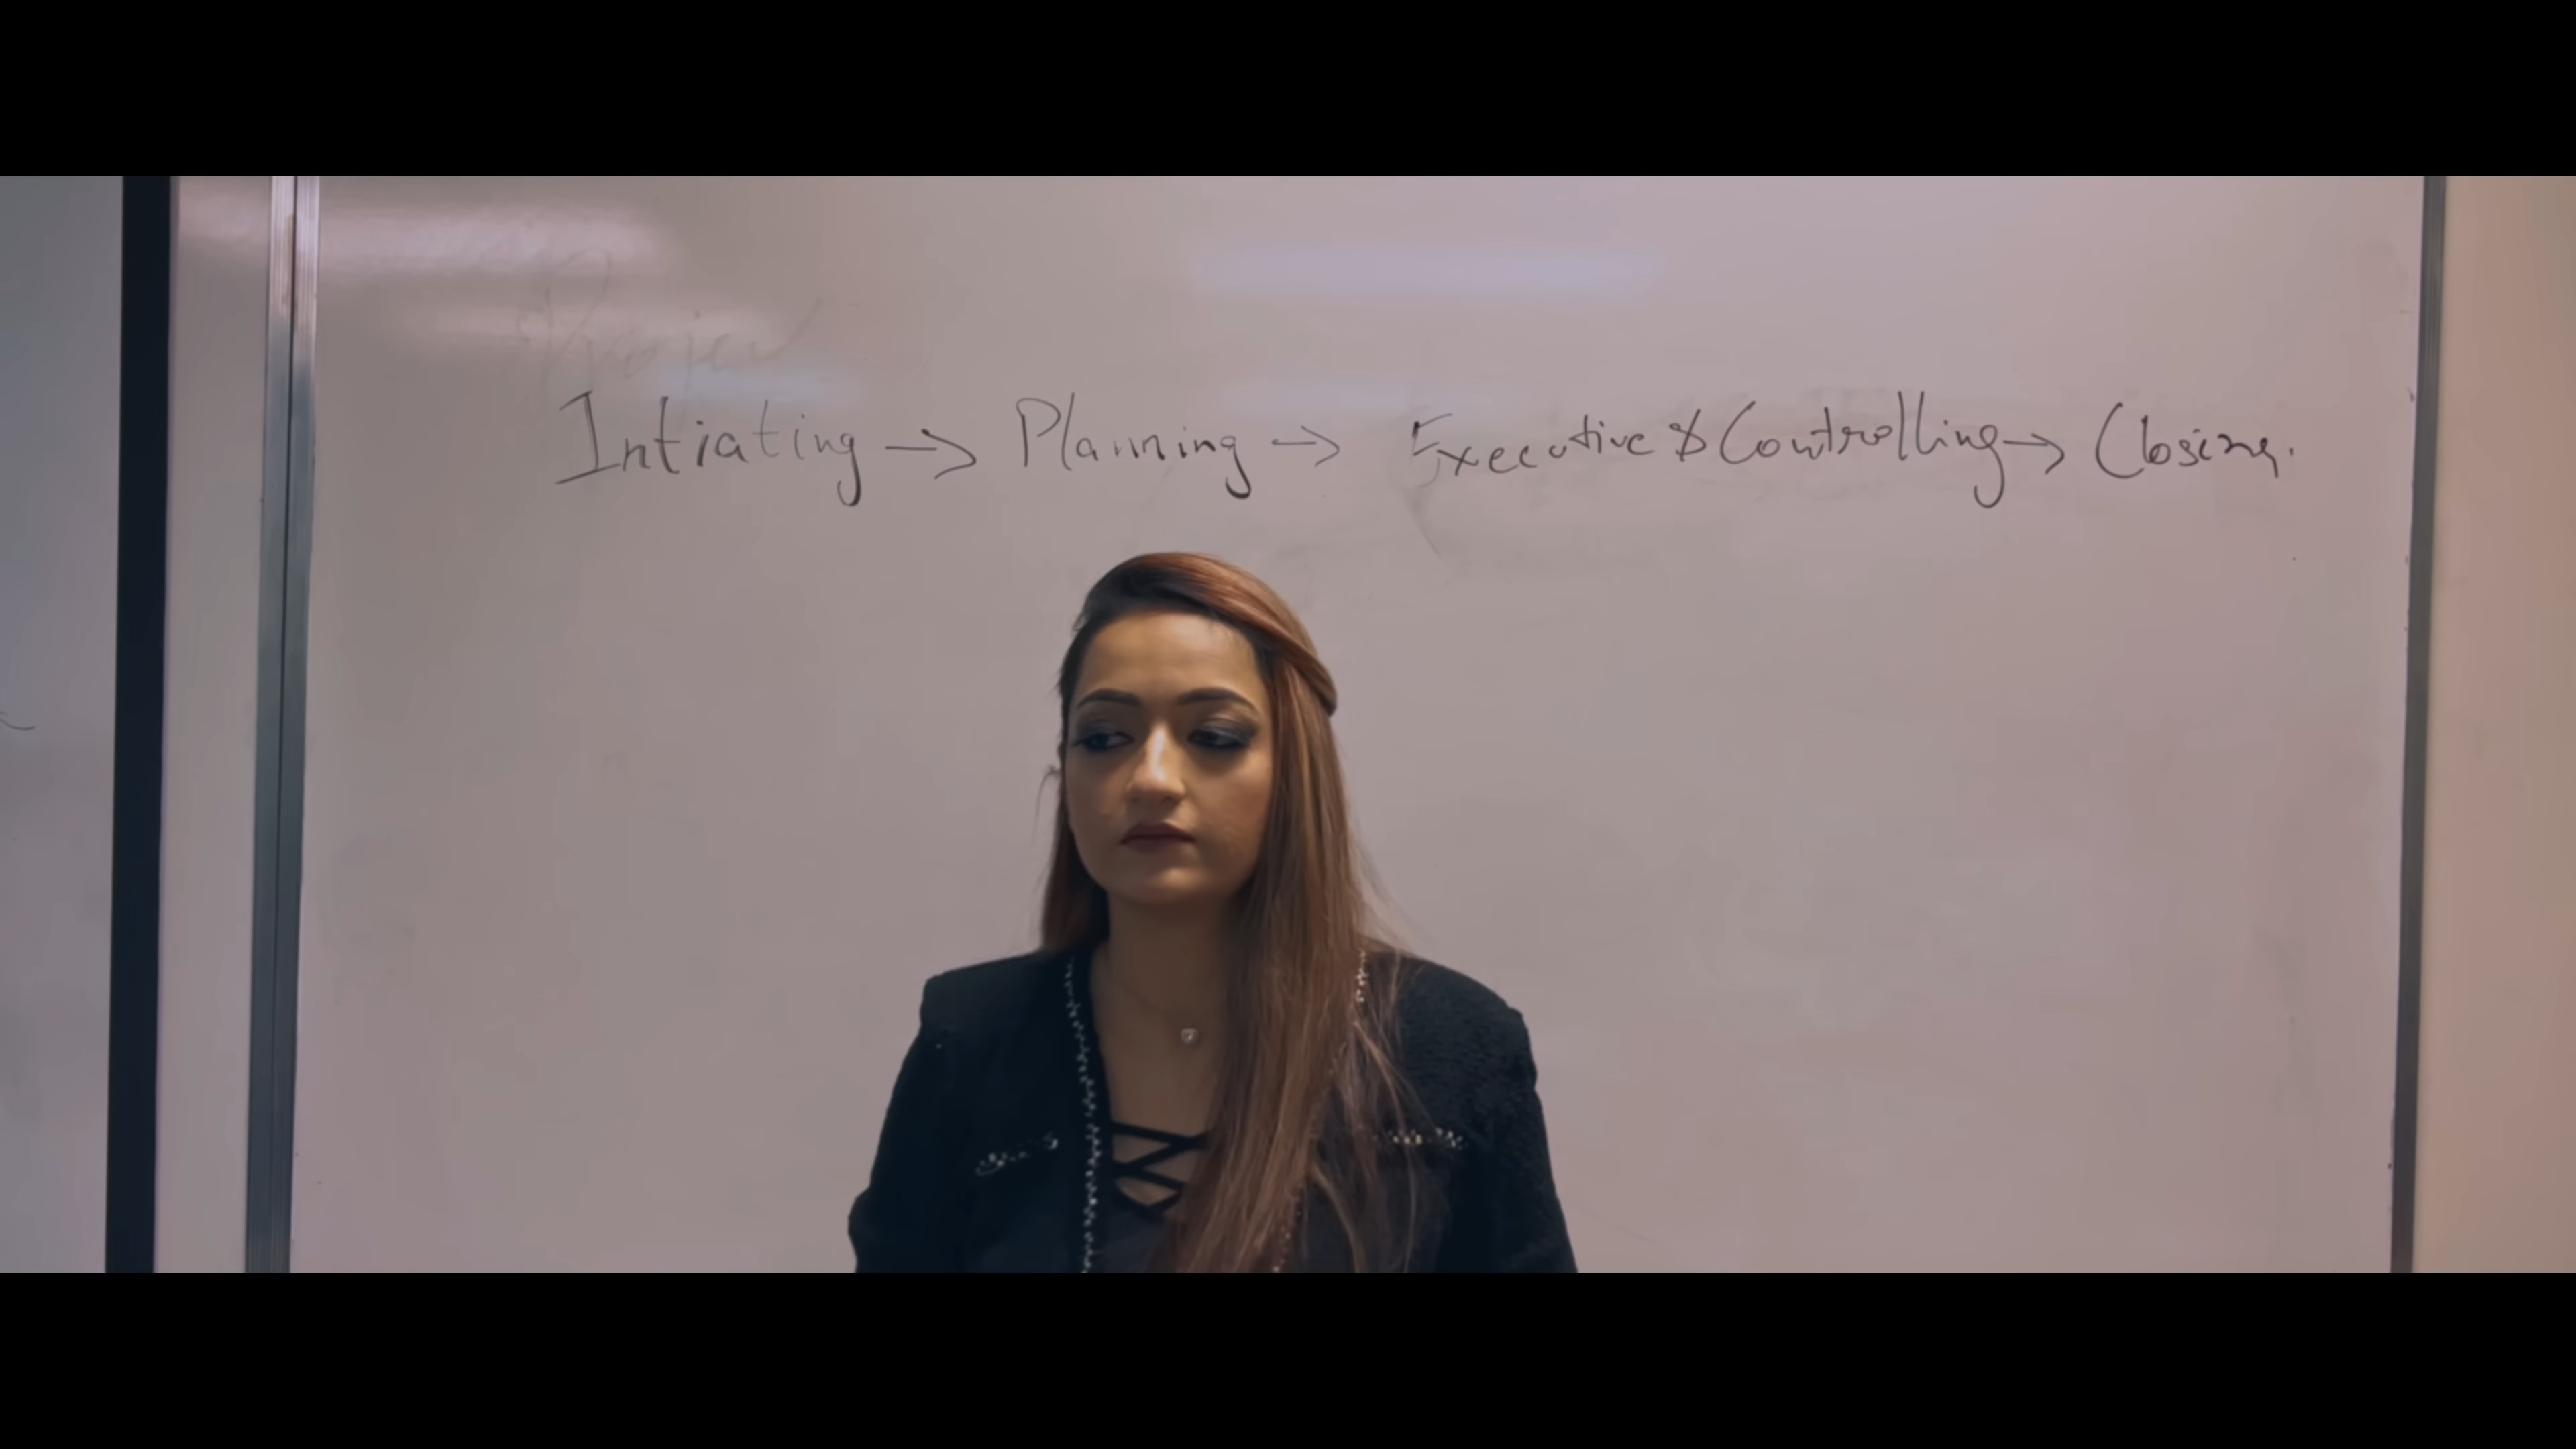 Intiating → Planning → Executive & Controlling → Closing.